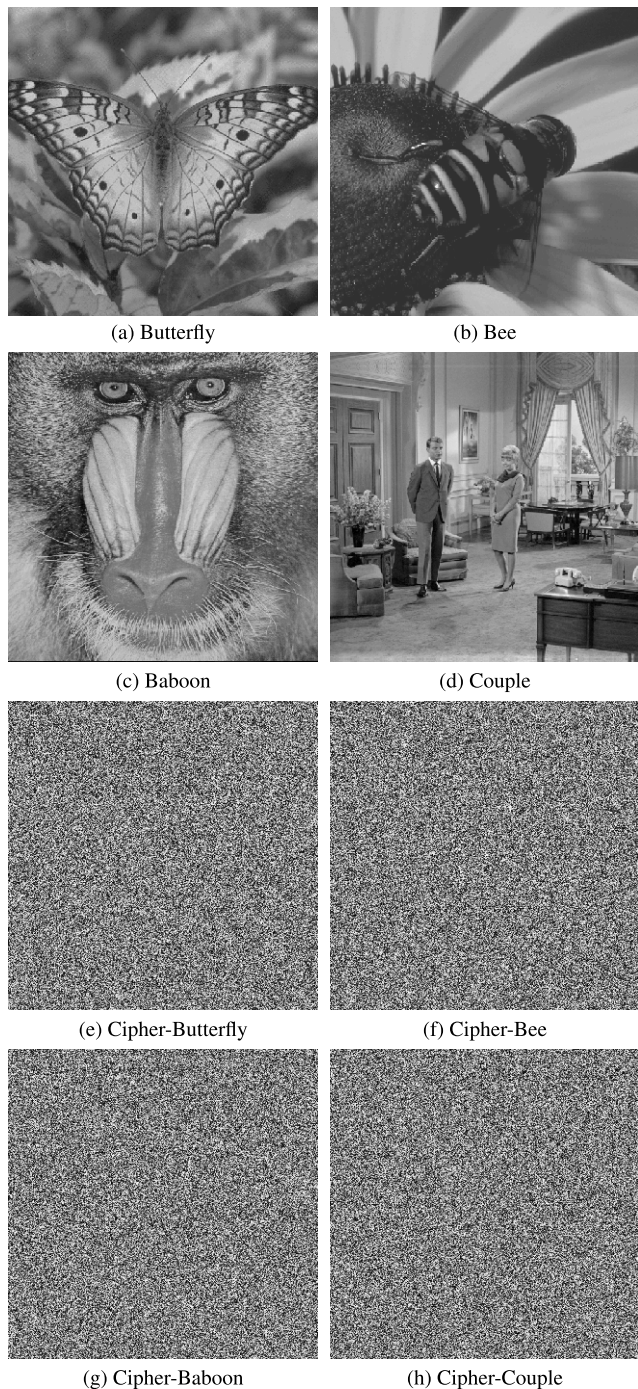 (a) Butterfly
(b) Bee
(c) Baboon
(d) Couple
(e) Cipher-Butterfly
(f) Cipher-Bee
(g) Cipher-Baboon
(h) Cipher-Couple